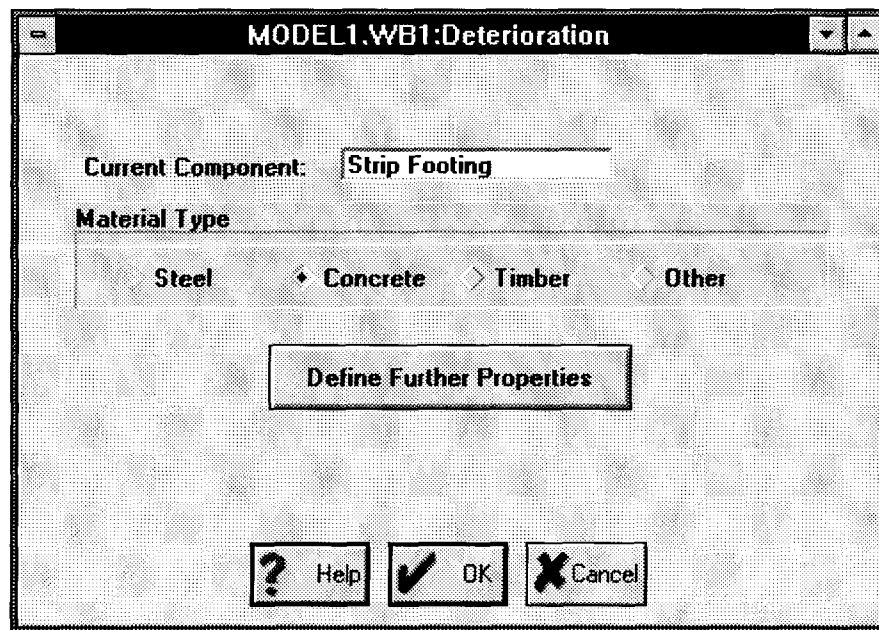 MODEL1.WB1:Deterioration
Current Component: Strip Footing
Material Type
Steel Concrete Timber Other
Define Further Properties
? Help OK Cancel